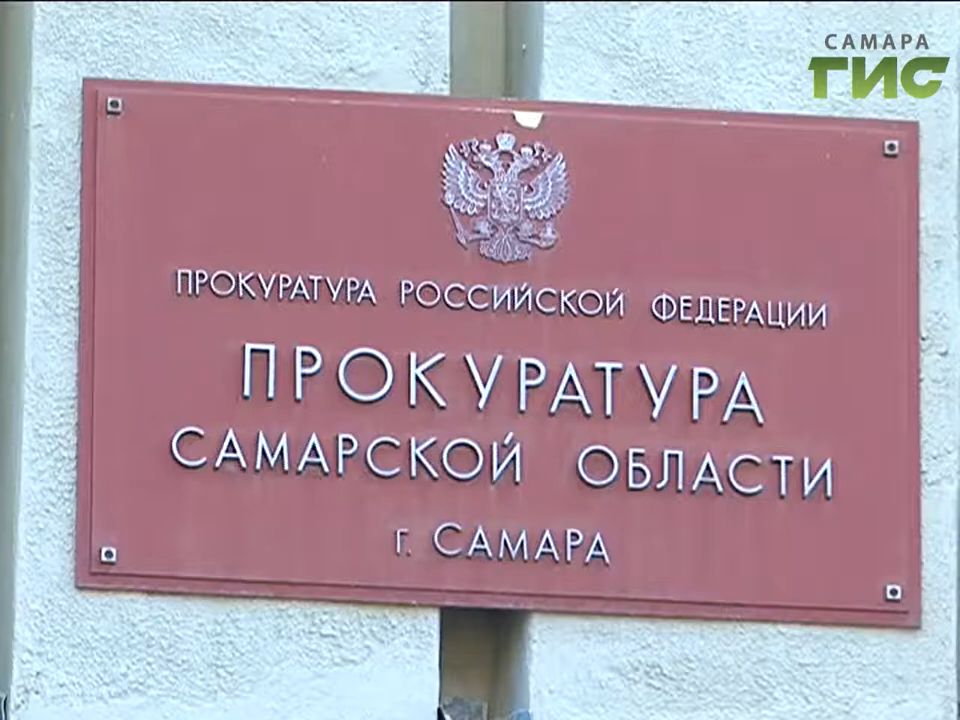 САМАРА
ГИС
ПРОКУРАТУРА РОССИЙСКОЙ ФЕДЕРАЦИИ
ПРОКУРАТУРА
САМАРСКОЙ ОБЛАСТИ
г. САМАРА